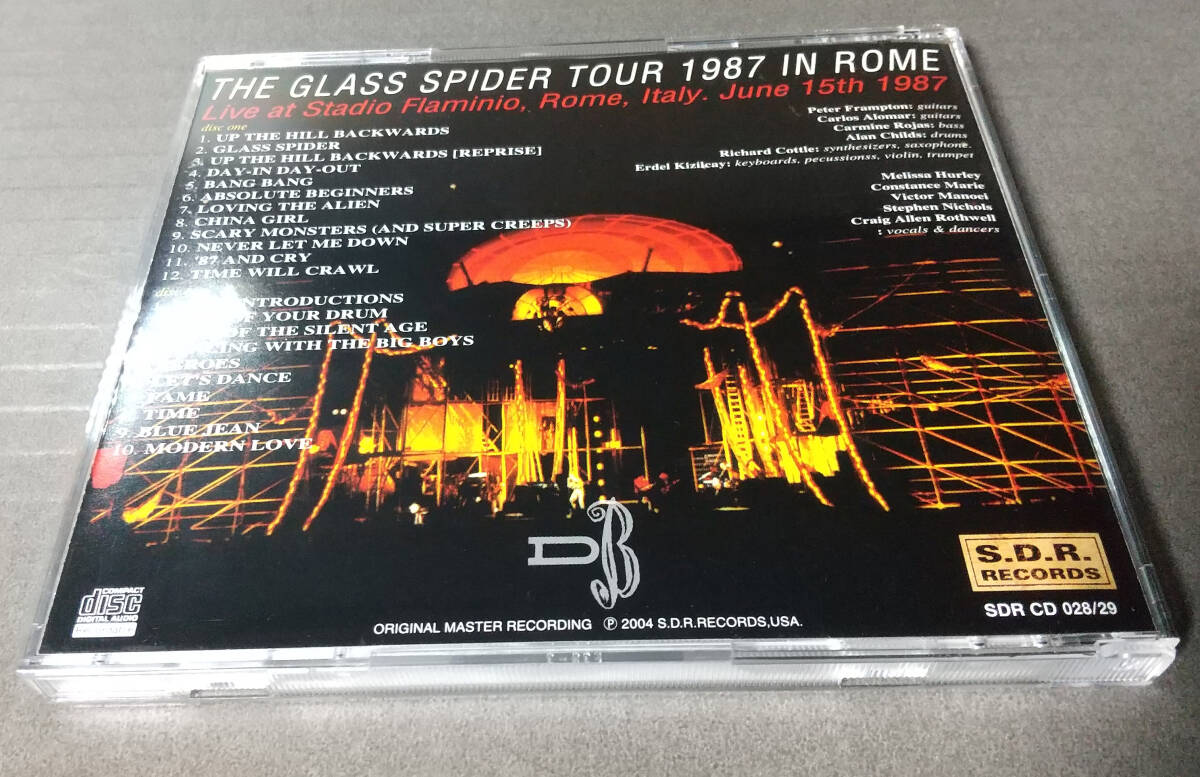 THE GLASS SPIDER TOUR 1987 IN ROME
Live at Stadio Flaminio, Rome, Italy. June 15th 1987
disc one
1. UP THE HILL BACKWARDS
2. GLASS SPIDER
3. UP THE HILL BACKWARDS [REPRISE]
4. DAY-IN DAY-OUT
5. BANG BANG
6. ABSOLUTE BEGINNERS
7. LOVING THE ALIEN
8. CHINA GIRL
9. SCARY MONSTERS (AND SUPER CREEPS)
10. NEVER LET ME DOWN
11. '87 AND CRY
12. TIME WILL CRAWL
INTRODUCTIONS
YOUR DRUM
OF THE SILENT AGE
WITH THE BIG BOYS
HEROES
LET'S DANCE
FAME
TIME
9. BLUE JEAN
10. MODERN LOVE
Peter Frampton: guitars
Carlos Alomar: guitars
Carmine Rojas: bass
Alan Childs: drums
Richard Cottle: synthesizers, saxophone.
Erdel Kizilcay: keyboards, pecussionss, violin, trumpet
Melissa Hurley
Constance Marie
Victor Manoel
Stephen Nichols
Craig Allen Rothwell
: vocals & dancers
DB
S.D.R.
RECORDS
SDR CD 028/29
COMPACT
disc
DIGITAL AUDIO
ORIGINAL MASTER RECORDING ℗ 2004 S.D.R.RECORDS,USA.